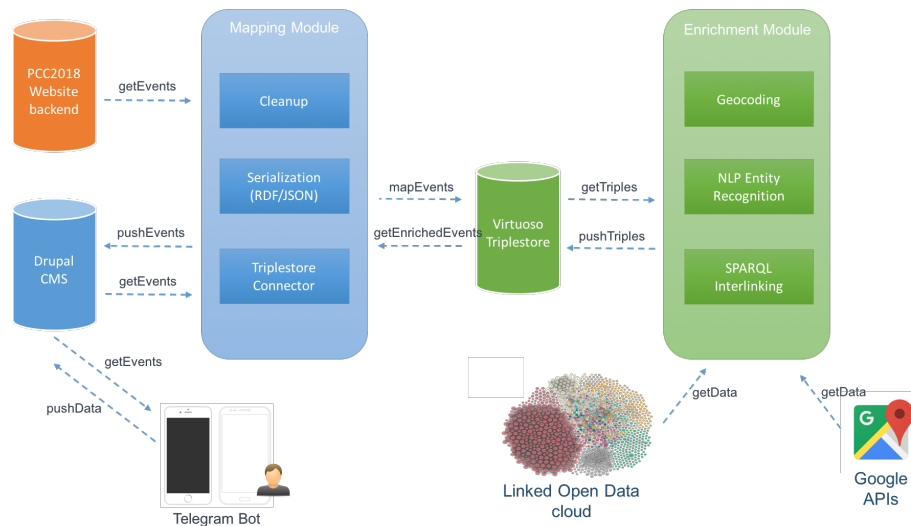 Mapping Module
Enrichment Module
PCC2018
Website
backend
getEvents
Cleanup
Geocoding
Serialization
(RDF/JSON)
mapEvents
getTriples
NLP Entity
Recognition
Drupal
CMS
pushEvents
getEvents
Triplestore
Connector
getEnrichedEvents
Virtuoso
Triplestore
pushTriples
SPARQL
Interlinking
getEvents
pushData
getData
getData
G
Telegram Bot
Linked Open Data
cloud
Google
APIs